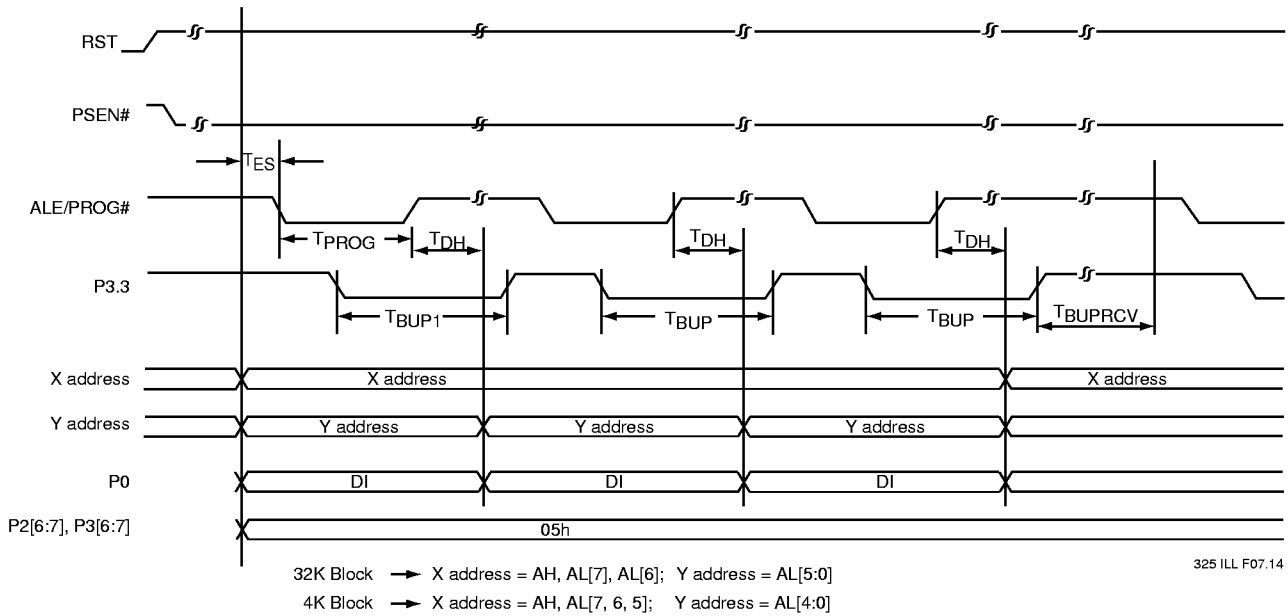 RST
PSEN#
TES
ALE/PROG#
TPROG
TDH
TDH
TDH
P3.3
TBUP1
TBUP
TBUP
TBUPRCV
X address
X address
X address
Y address
Y address
Y address
Y address
P0
DI
DI
DI
P2[6:7], P3[6:7]
05h
325 ILL F07.14
32K Block → X address = AH, AL[7], AL[6]; Y address = AL[5:0]
4K Block → X address = AH, AL[7, 6, 5]; Y address = AL[4:0]